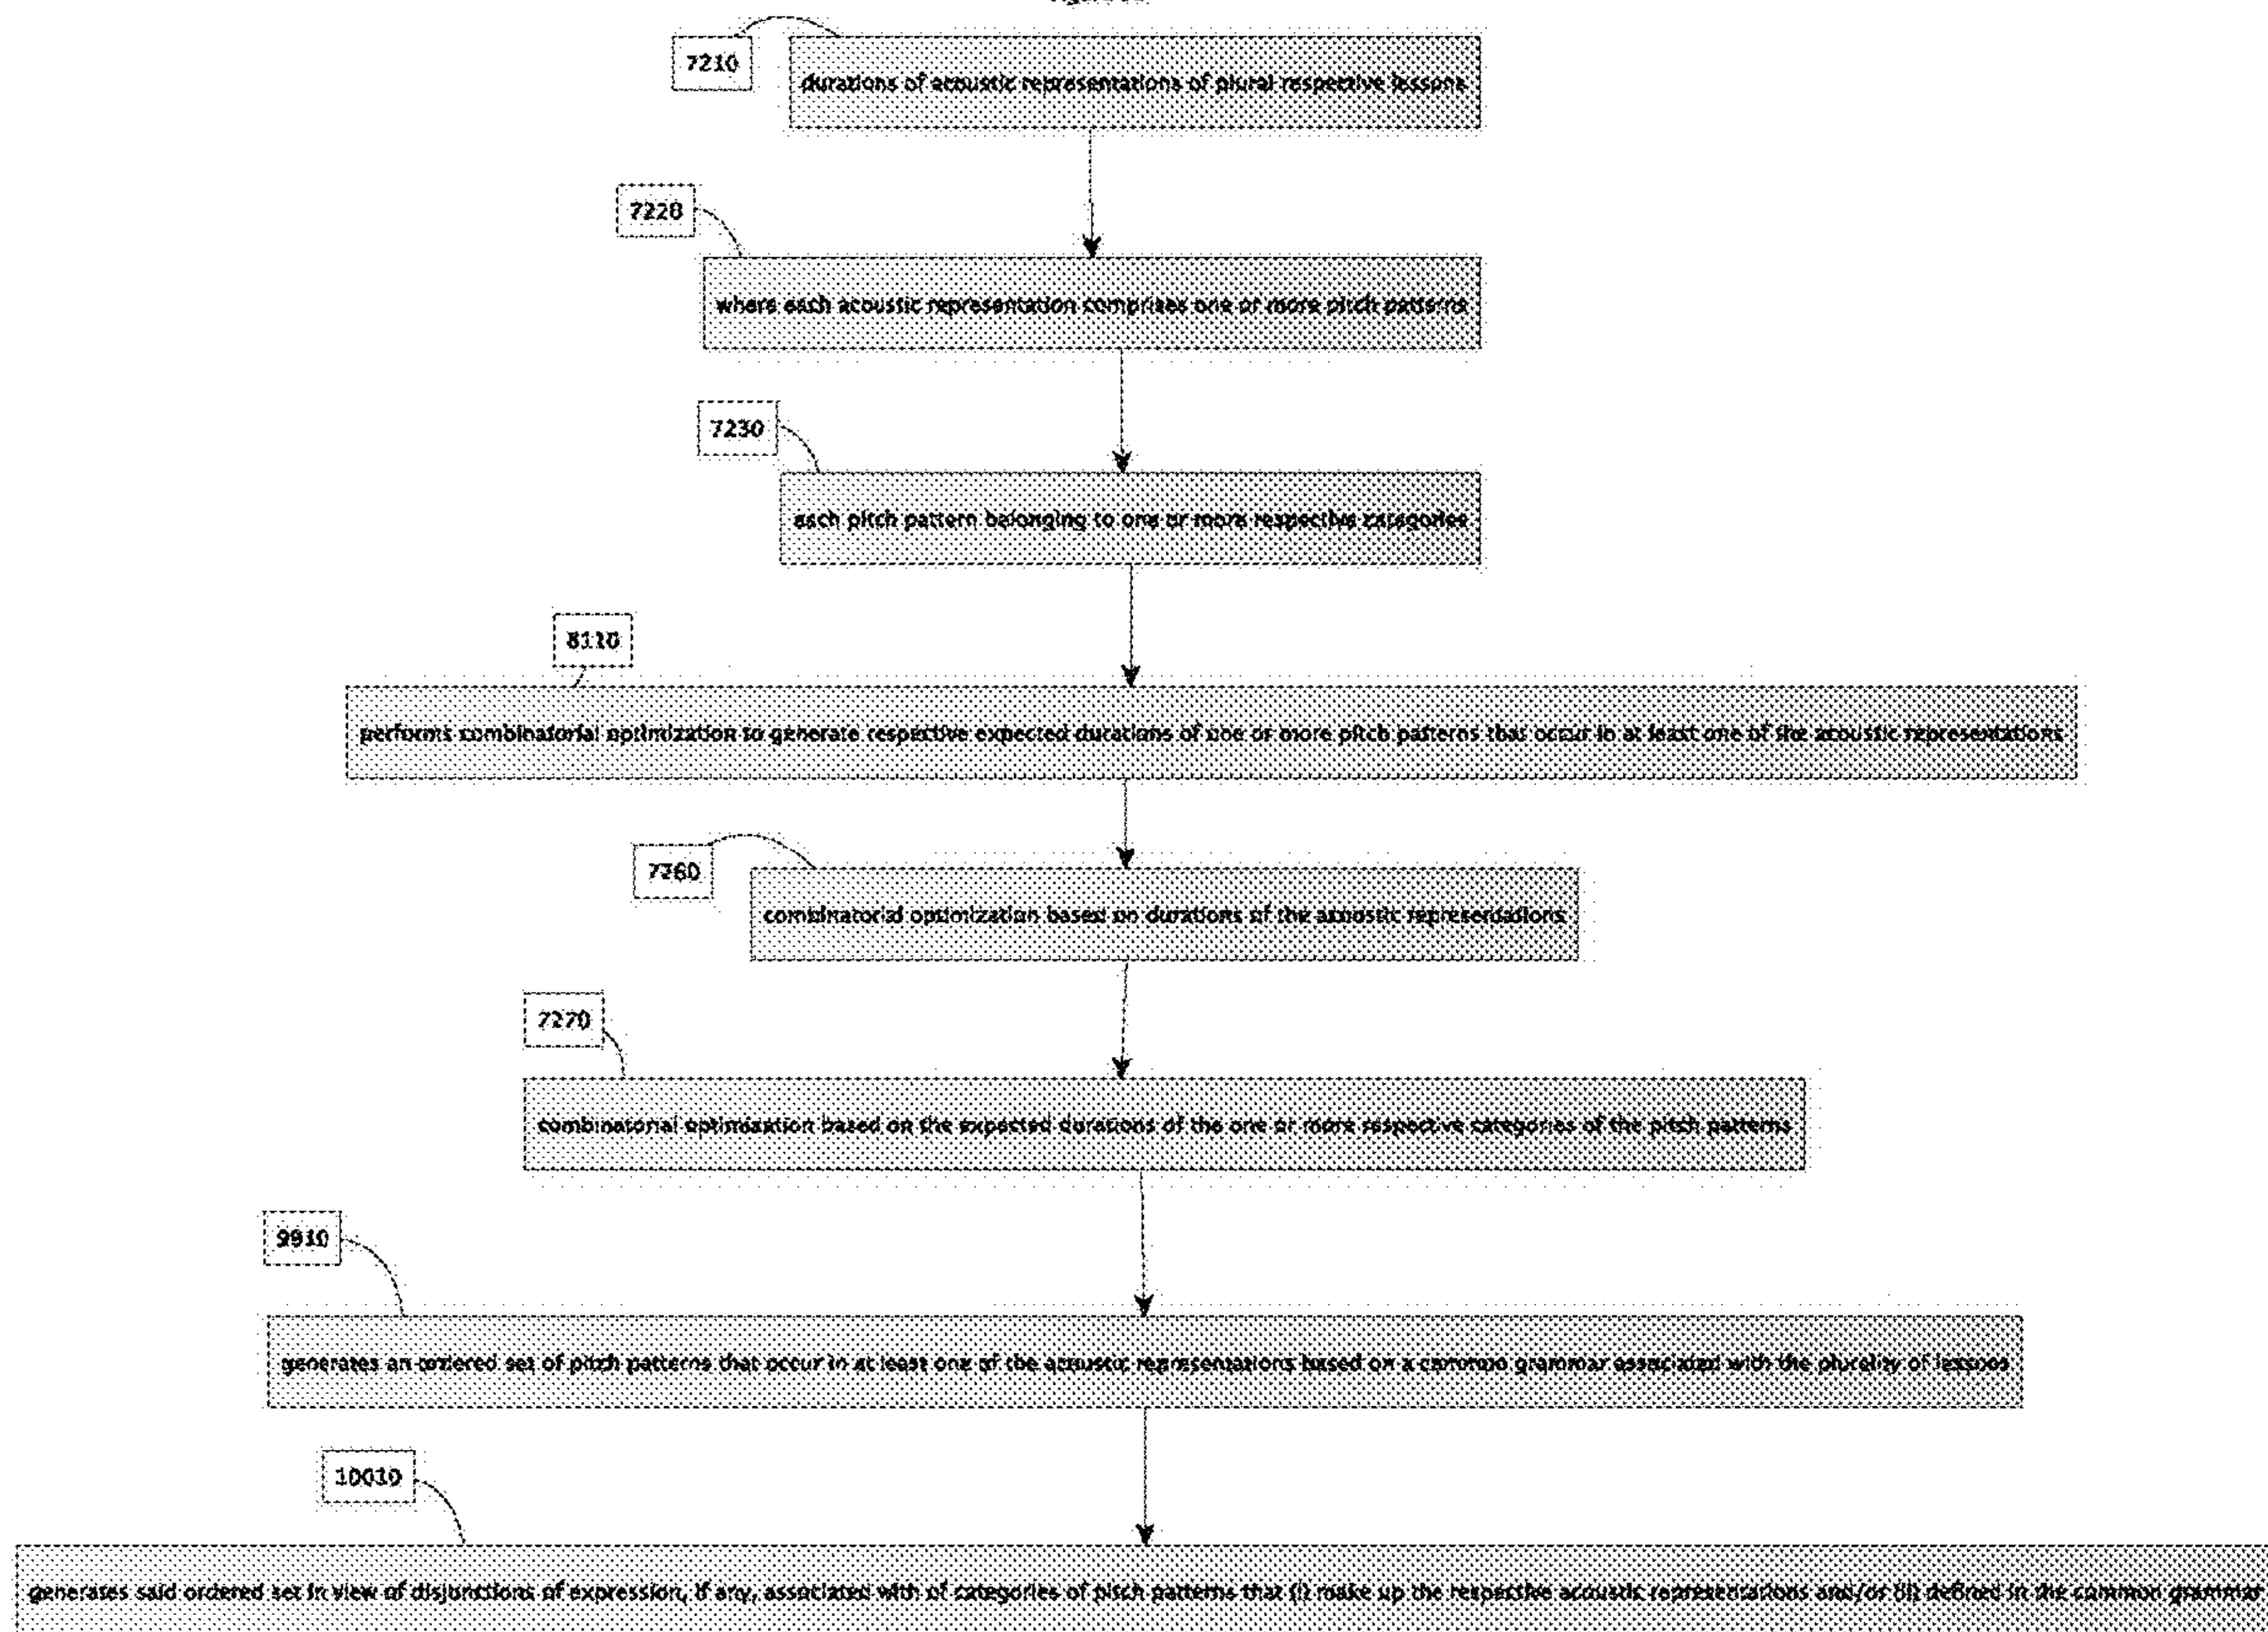 7210
durations of acoustic representations of plural respective lessons
7220
where each acoustic representation comprises one or more pitch patterns
7230
each pitch pattern belonging to one or more respective categories
8110
performs combinatorial optimization to generate respective expected durations of one or more pitch patterns that occur in at least one of the acoustic representations
7260
combinatorial optimization based on durations of the acoustic representations
7270
combinatorial optimization based on the expected durations of the one or more respective categories of the pitch patterns
9910
generates an ordered set of pitch patterns that occur in at least one of the acoustic representations based on a common grammar associated with the plurality of lessons
10010
generates said ordered set in view of disjunctions of expression, if any, associated with of categories of pitch patterns that (i) make up the respective acoustic representations and/or (ii) defined in the common grammar